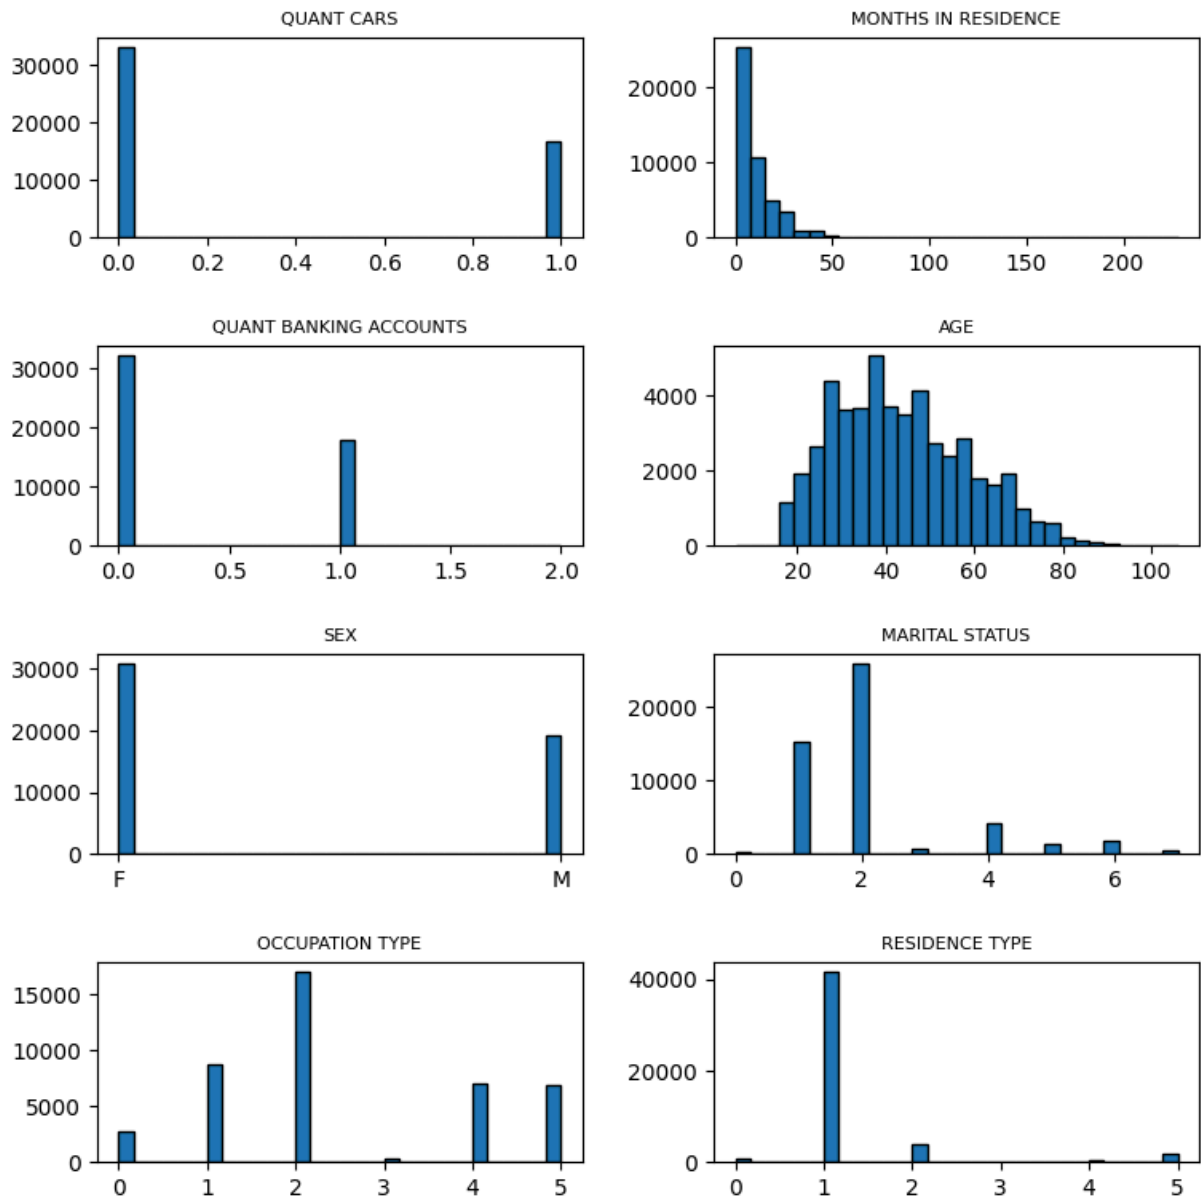 QUANT CARS
30000
20000
10000
0
0.0 0.2 0.4 0.6 0.8 1.0
MONTHS IN RESIDENCE
20000
10000
0
0 50 100 150 200
QUANT BANKING ACCOUNTS
30000
20000
10000
0
0.0 0.5 1.0 1.5 2.0
AGE
4000
2000
0
20 40 60 80 100
SEX
30000
20000
10000
0
F M
MARITAL STATUS
20000
10000
0
0 2 4 6
OCCUPATION TYPE
15000
10000
5000
0
0 1 2 3 4 5
RESIDENCE TYPE
40000
20000
0
0 1 2 3 4 5